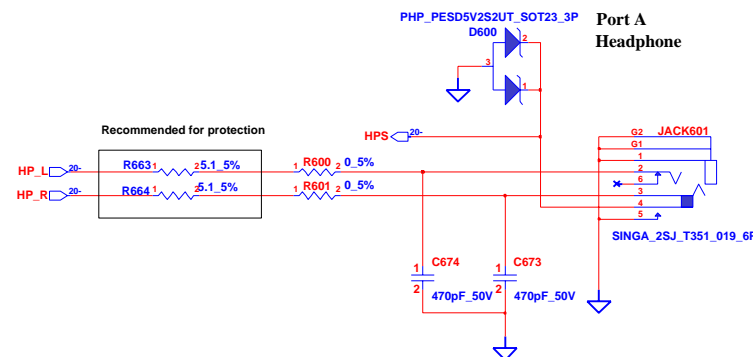 PHP_PESD5V2S2UT_SOT23_3P
Port A
D600
Headphone
2
3
1
Recommended for protection
HPS 20-
JACK601
G2
G1
1
HP_L 20- R663 1 2 5.1_5% 1 R600 2 0_5%
2
6
HP_R 20- R664 1 2 5.1_5% 1 R601 2 0_5%
3
4
5
SINGA_2SJ_T351_019_6P
1 C674
2
470pF_50V
1 C673
2
470pF_50V